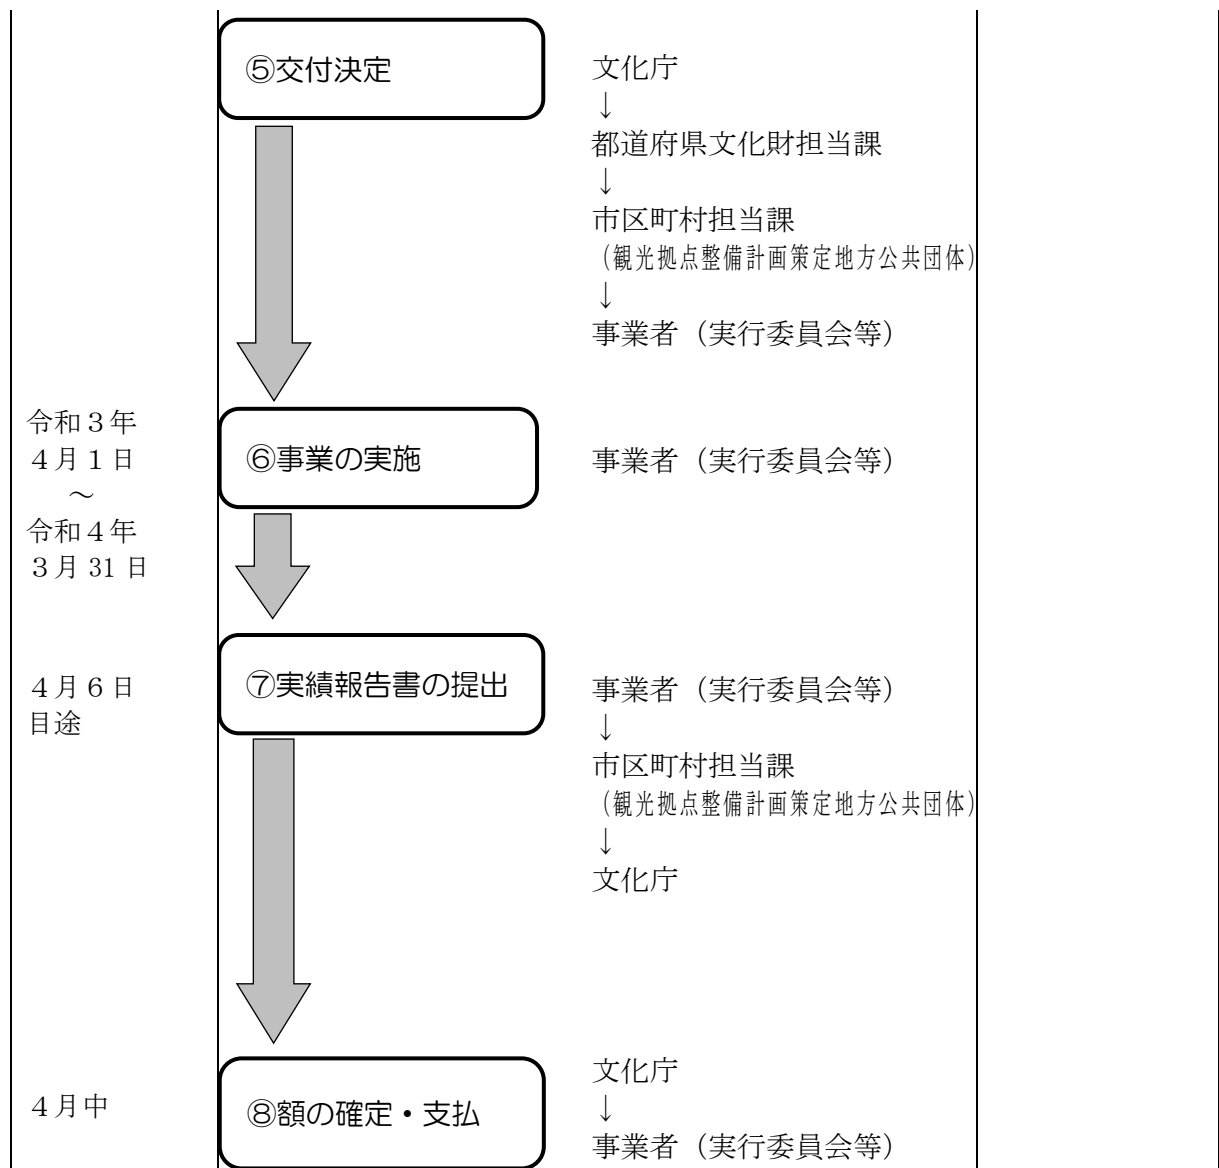 ⑤交付決定
文化庁
↓
都道府県文化財担当課
↓
市区町村担当課
（観光拠点整備計画策定地方公共団体）
↓
事業者（実行委員会等）
令和３年
４月１日
～
令和４年
３月 31 日
⑥事業の実施
事業者（実行委員会等）
４月６日
目途
⑦実績報告書の提出
事業者（実行委員会等）
↓
市区町村担当課
（観光拠点整備計画策定地方公共団体）
↓
文化庁
４月中
⑧額の確定・支払
文化庁
↓
事業者（実行委員会等）